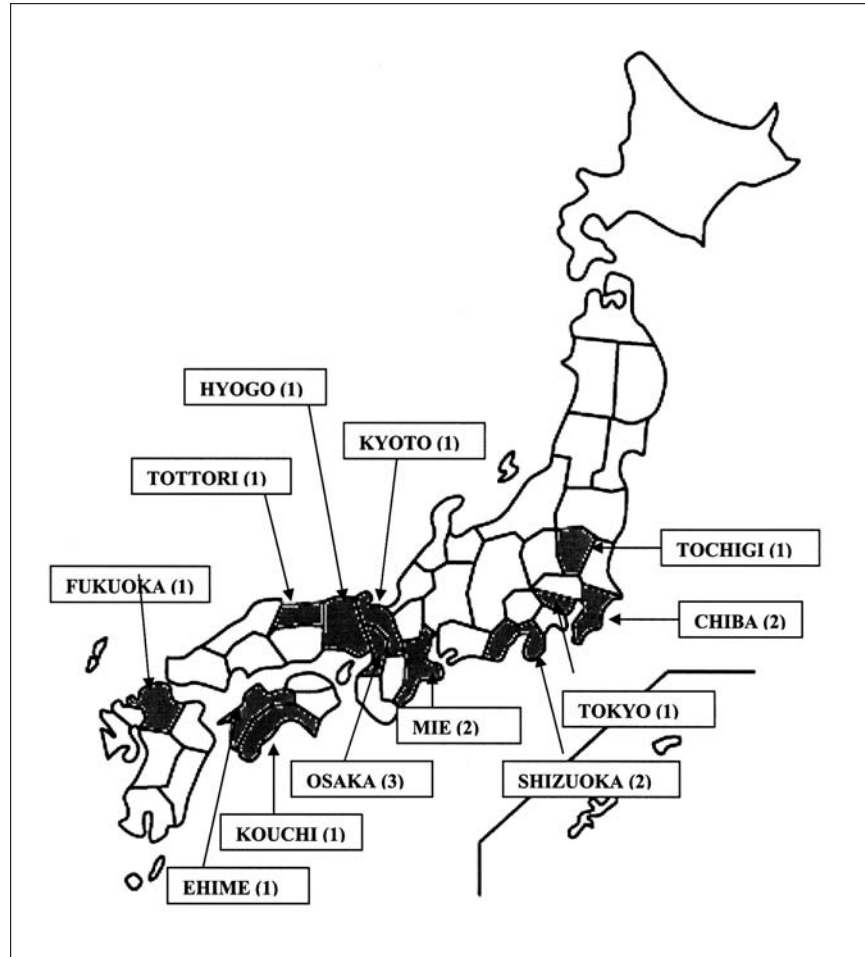 HYOGO (1)
KYOTO (1)
TOTTORI (1)
TOCHIGI (1)
FUKUOKA (1)
CHIBA (2)
TOKYO (1)
MIE (2)
OSAKA (3)
SHIZUOKA (2)
KOUCHI (1)
EHIME (1)